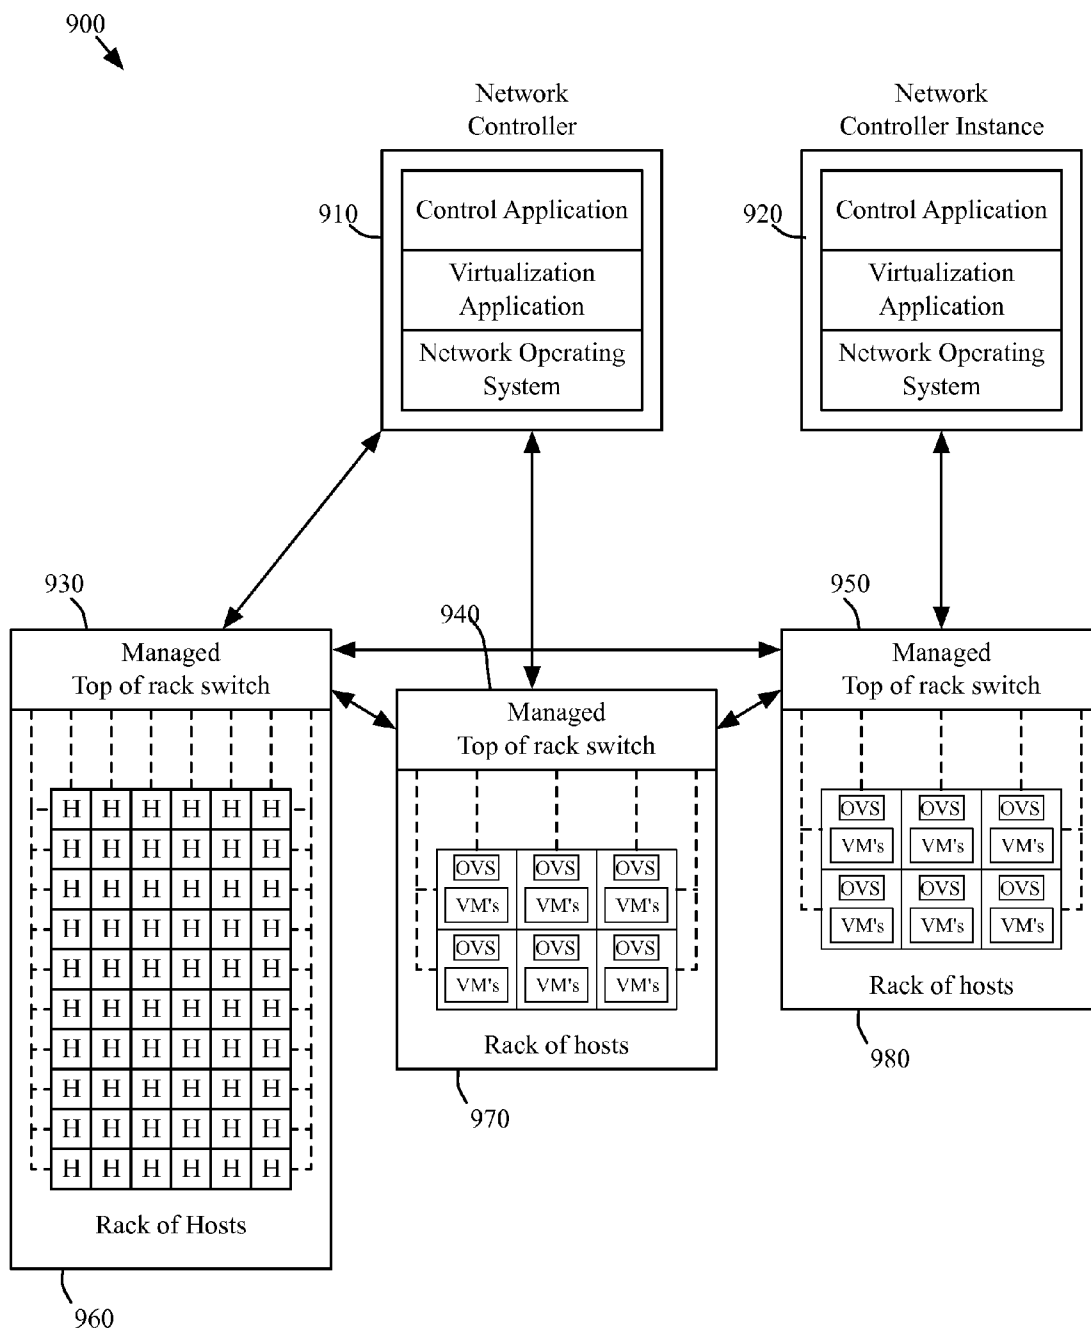 900
Network
Controller
Network
Controller Instance
910
Control Application
Virtualization
Application
Network Operating
System
920
Control Application
Virtualization
Application
Network Operating
System
930
Managed
Top of rack switch
940
Managed
Top of rack switch
950
Managed
Top of rack switch
H H H H H H
H H H H H H
H H H H H H
H H H H H H
H H H H H H
H H H H H H
H H H H H H
H H H H H H
H H H H H H
H H H H H H
Rack of Hosts
960
OVS OVS OVS
VM's VM's VM's
OVS OVS OVS
VM's VM's VM's
Rack of hosts
970
OVS OVS OVS
VM's VM's VM's
OVS OVS OVS
VM's VM's VM's
Rack of hosts
980